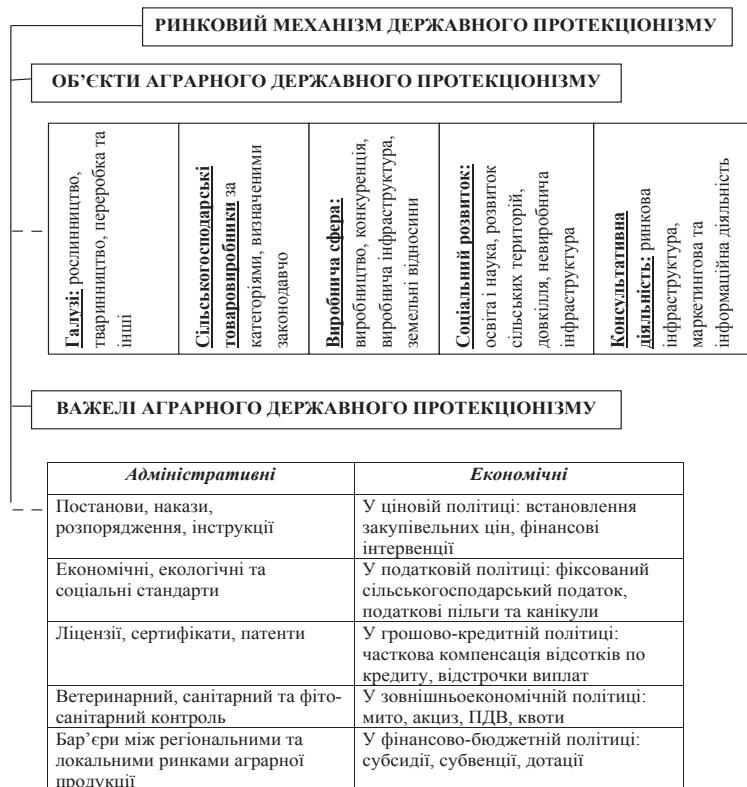 РИНКОВИЙ МЕХАНІЗМ ДЕРЖАВНОГО ПРОТЕКЦІОНІЗМУ
ОБ’ЄКТИ АГРАРНОГО ДЕРЖАВНОГО ПРОТЕКЦІОНІЗМУ
Галузі: рослинництво,
тваринництво, переробка та
інші
Сільськогосподарські
товаровиробники за
категоріями, визначеними
законодавчо
Виробнича сфера:
виробництво, конкуренція,
виробнича інфраструктура,
земельні відносини
Соціальний розвиток:
освіта і наука, розвиток
сільських територій,
довкілля, невиробнича
інфраструктура
Консультативна
діяльність: ринкова
інфраструктура,
маркетингова та
інформаційна діяльність
ВАЖЕЛІ АГРАРНОГО ДЕРЖАВНОГО ПРОТЕКЦІОНІЗМУ
Адміністративні
Економічні
Постанови, накази,
розпорядження, інструкції
У ціновій політиці: встановлення
закупівельних цін, фінансові
інтервенції
Економічні, екологічні та
соціальні стандарти
У податковій політиці: фіксований
сільськогосподарський податок,
податкові пільги та канікули
Ліцензії, сертифікати, патенти
У грошово-кредитній політиці:
часткова компенсація відсотків по
кредиту, відстрочки виплат
Ветеринарний, санітарний та фіто-
санітарний контроль
У зовнішньоекономічній політиці:
мито, акциз, ПДВ, квоти
Бар’єри між регіональними та
локальними ринками аграрної
продукції
У фінансово-бюджетній політиці:
субсидії, субвенції, дотації